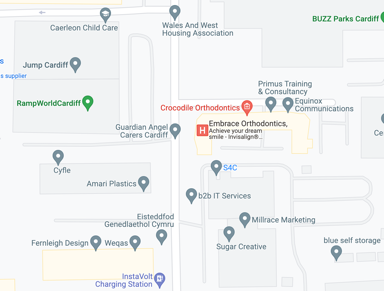 Caerleon Child Care
Wales And West
Housing Association
BUZZ Parks Cardiff
Jump Cardiff
s supplier
RampWorldCardiff
Primus Training
& Consultancy
Equinox
Communications
Crocodile Orthodontics
Embrace Orthodontics,
Achieve your dream
smile - Invisalign®...
Guardian Angel
Carers Cardiff
Ce
Cyfle
S4C
Amari Plastics
b2b IT Services
Eisteddfod
Genedlaethol Cymru
Millrace Marketing
Fernleigh Design
Weqas
Sugar Creative
blue self storage
InstaVolt
Charging Station